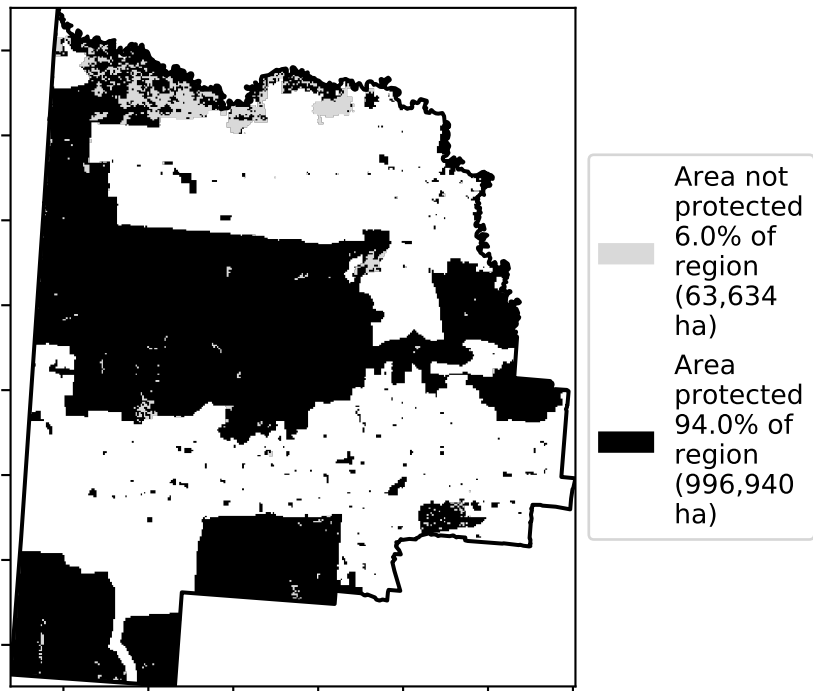 Area not
protected
6.0% of
region
(63,634
ha)
Area
protected
94.0% of
region
(996,940
ha)